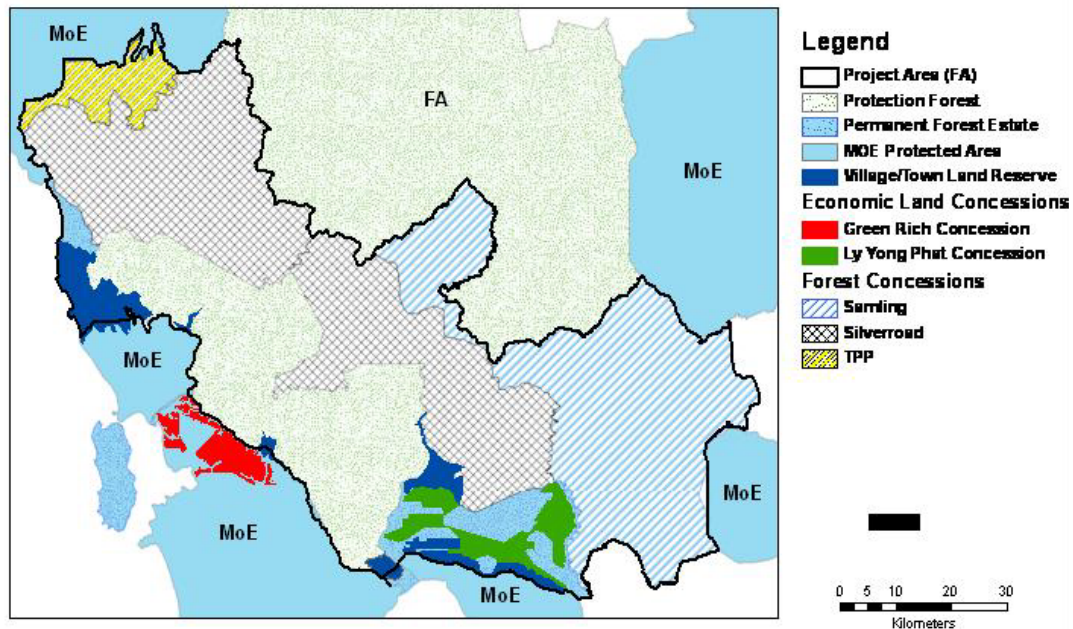 MoE
FA
MoE
MoE
MoE
MoE
MoE
Legend
Project Area (FA)
Protection Forest
Permanent Forest Estate
MOE Protected Area
Village/Town Land Reserve
Economic Land Concessions
Green Rich Concession
Ly Yong Phat Concession
Forest Concessions
Samling
Silverroad
TPP
0 5 10 20 30
Kilometers